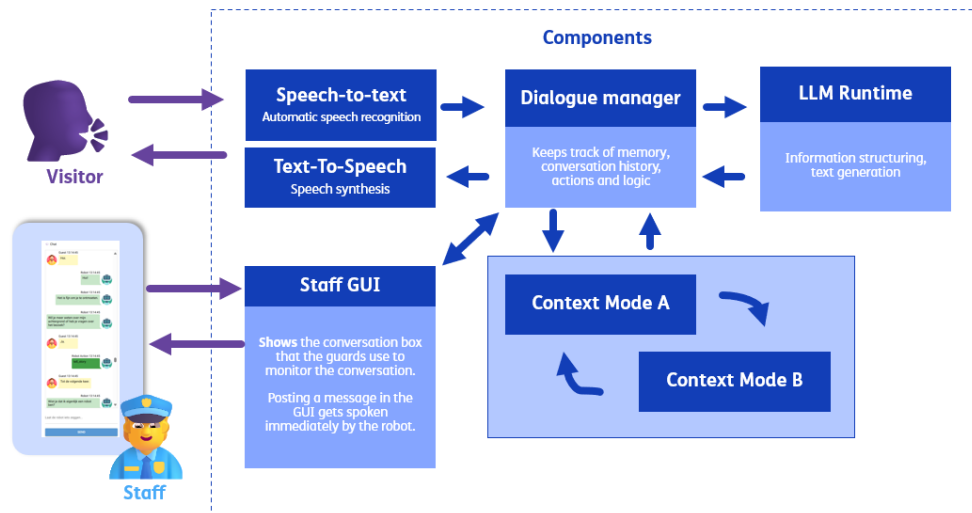 Components
Speech-to-text
Automatic speech recognition
Dialogue manager
Keeps track of memory,
conversation history,
actions and logic
LLM Runtime
Information structuring,
text generation
Text-To-Speech
Speech synthesis
Visitor
Staff GUI
Shows the conversation box
that the guards use to
monitor the conversation.
Posting a message in the
GUI gets spoken
immediately by the robot.
Context Mode A
Context Mode B
Staff